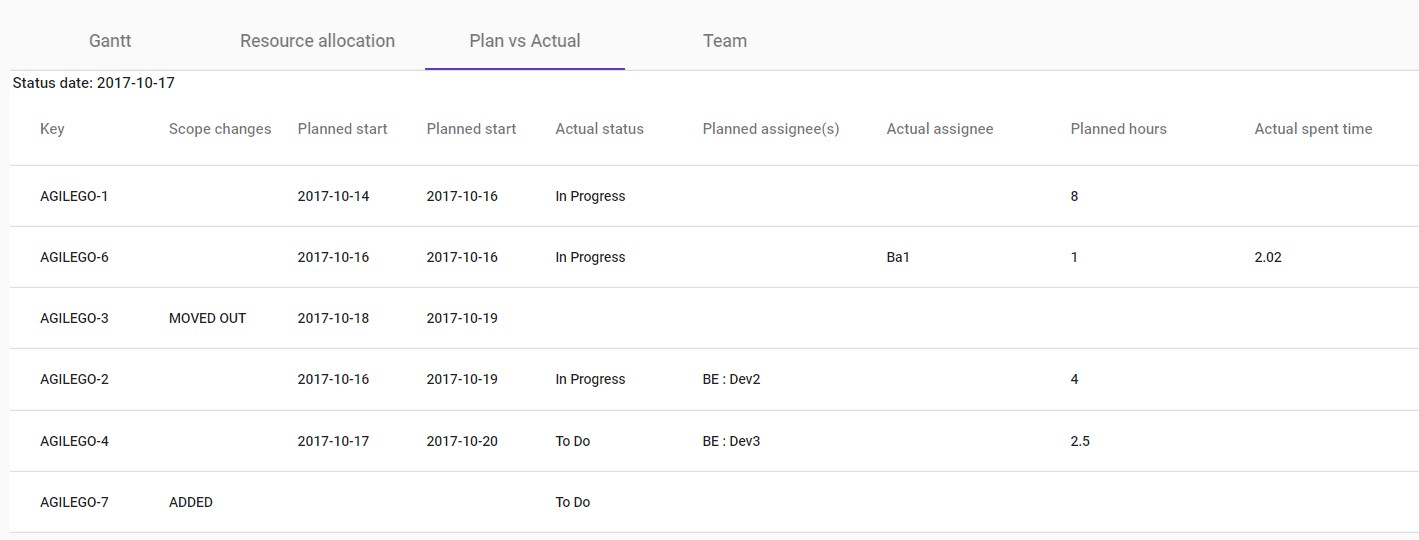 Gantt Resource allocation Plan vs Actual Team
Status date: 2017-10-17
Key Scope changes Planned start Planned start Actual status Planned assignee(s) Actual assignee Planned hours Actual spent time
AGILEGO-1 2017-10-14 2017-10-16 In Progress 8
AGILEGO-6 2017-10-16 2017-10-16 In Progress Ba1 1 2.02
AGILEGO-3 MOVED OUT 2017-10-18 2017-10-19
AGILEGO-2 2017-10-16 2017-10-19 In Progress BE : Dev2 4
AGILEGO-4 2017-10-17 2017-10-20 To Do BE : Dev3 2.5
AGILEGO-7 ADDED To Do